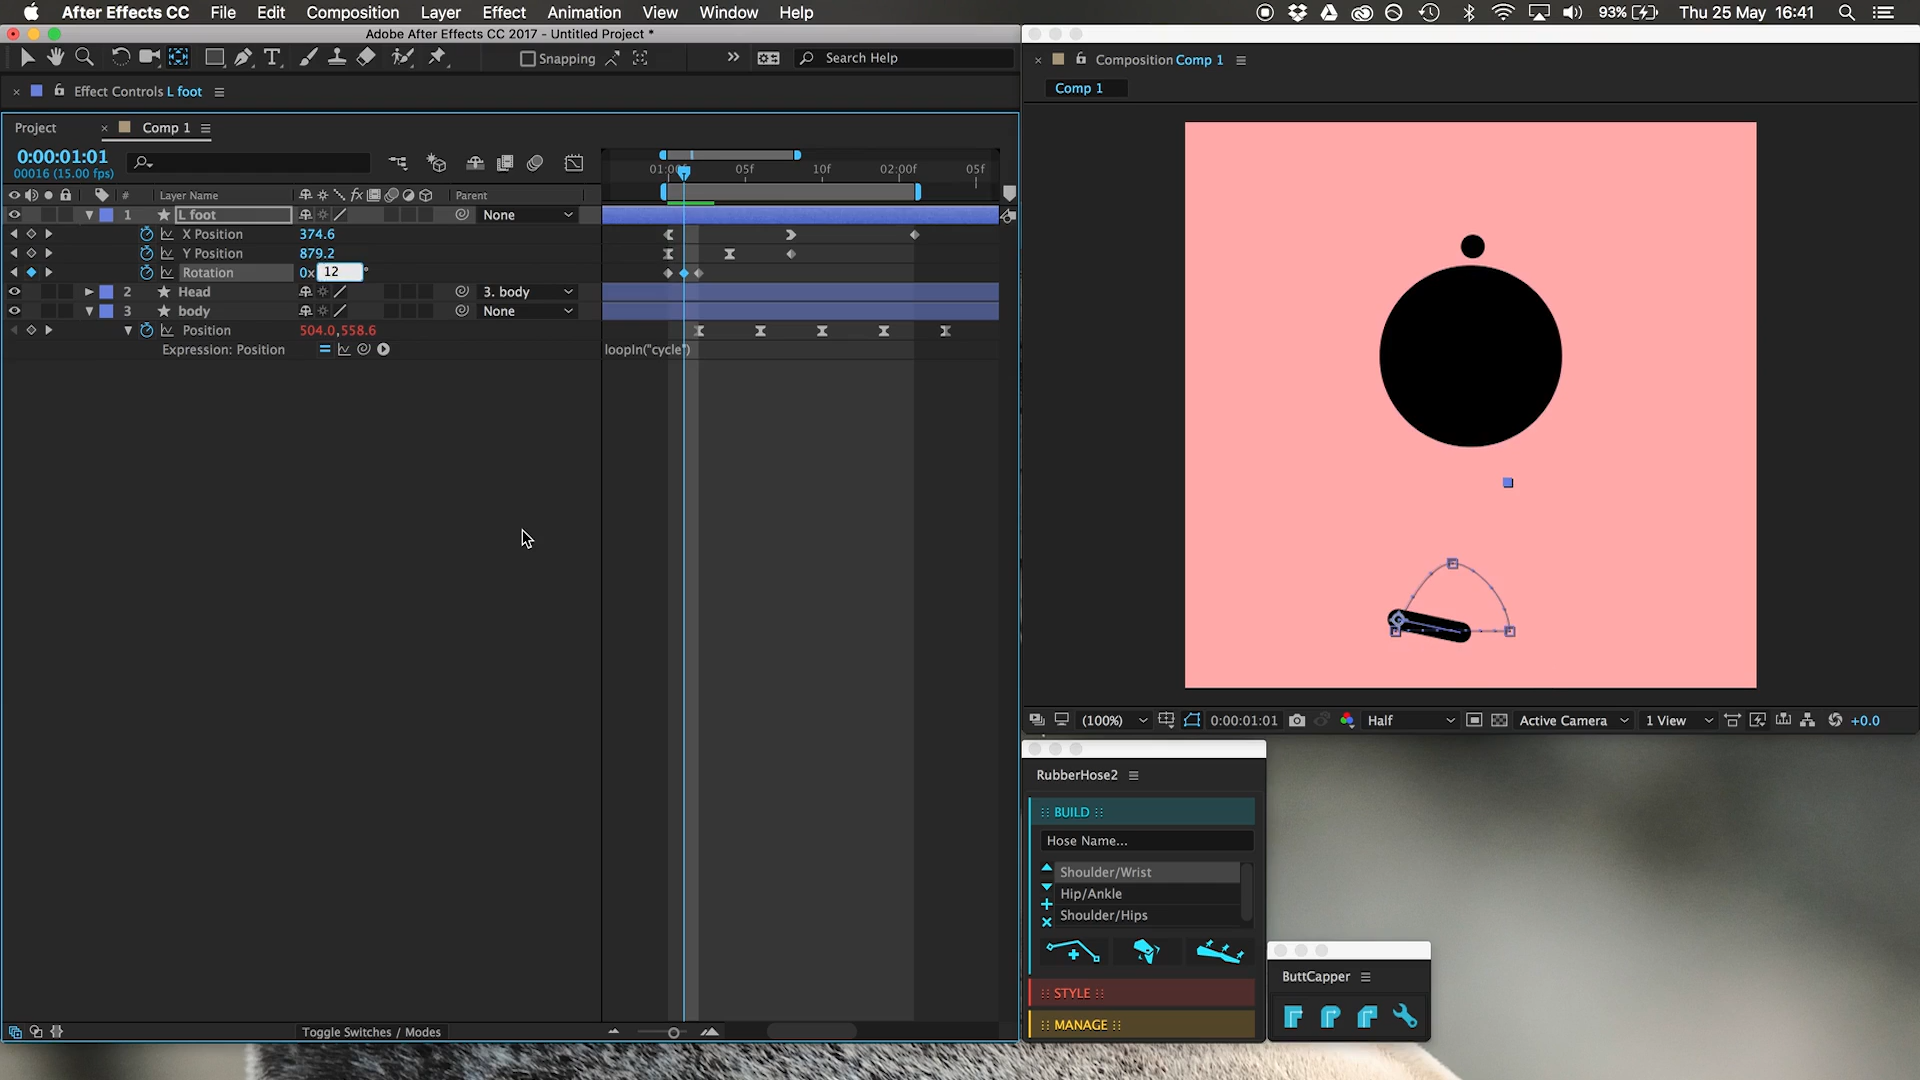 After Effects CC File Edit Composition Layer Effect Animation View Window Help 93% Thu 25 May 16:41
Adobe After Effects CC 2017 - Untitled Project *
Snapping Search Help
Effect Controls L foot
Composition Comp 1
Comp 1
Project Comp 1
0:00:01:01
00016 (15.00 fps)
05f 10f 02:00f 05f
# Layer Name Parent
1 L foot None
X Position 374.6
Y Position 879.2
Rotation 0x 12 °
2 Head 3. body
3 body None
Position 504.0,558.6
Expression: Position loopIn("cycle")
Toggle Switches / Modes
(100%) 0:00:01:01 Half Active Camera 1 View +0.0
RubberHose2
:: BUILD ::
Hose Name...
Shoulder/Wrist
Hip/Ankle
Shoulder/Hips
:: STYLE ::
:: MANAGE ::
ButtCapper